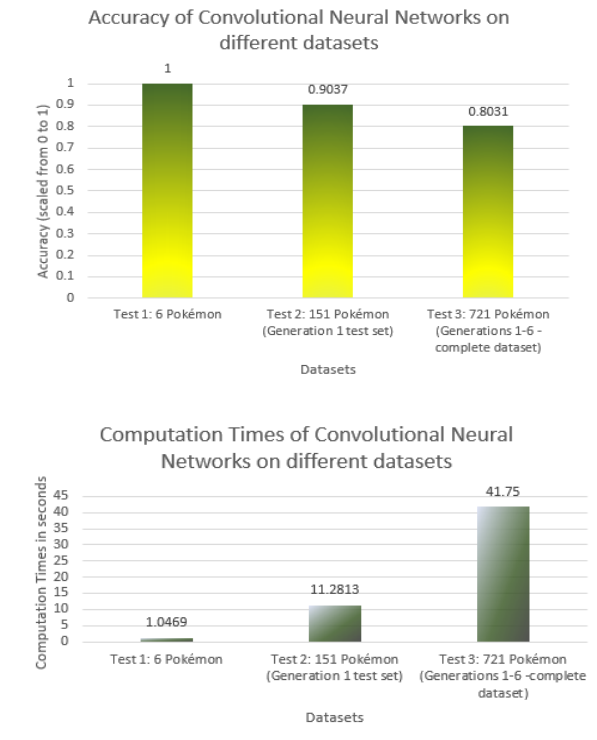 Accuracy of Convolutional Neural Networks on
different datasets
Accuracy (scaled from 0 to 1)
1
0.9
0.8
0.7
0.6
0.5
0.4
0.3
0.2
0.1
0
1
0.9037
0.8031
Test 1: 6 Pokémon
Test 2: 151 Pokémon
(Generation 1 test set)
Test 3: 721 Pokémon
(Generations 1-6 -
complete dataset)
Datasets
Computation Times of Convolutional Neural
Networks on different datasets
Computation Times in seconds
45
40
35
30
25
20
15
10
5
0
1.0469
11.2813
41.75
Test 1: 6 Pokémon
Test 2: 151 Pokémon
(Generation 1 test set)
Test 3: 721 Pokémon
(Generations 1-6 -complete
dataset)
Datasets